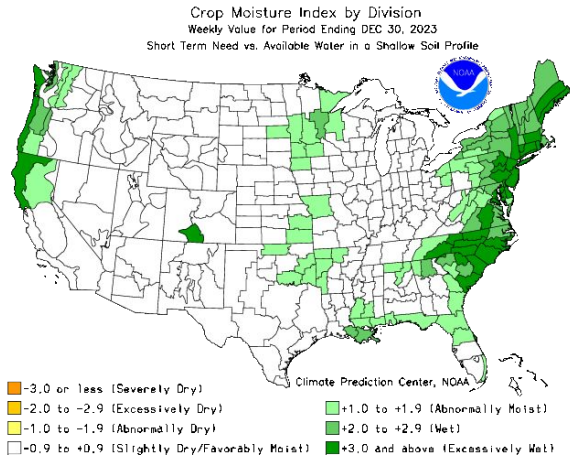 Crop Moisture Index by Division
Weekly Value for Period Ending DEC 30, 2023
Short Term Need vs. Available Water in a Shallow Soil Profile
NOAA
Climate Prediction Center, NOAA
-3.0 or less (Severely Dry)
-2.0 to -2.9 (Excessively Dry)
-1.0 to -1.9 (Abnormally Dry)
-0.9 to +0.9 (Slightly Dry/Favorably Moist)
+1.0 to +1.9 (Abnormally Moist)
+2.0 to +2.9 (Wet)
+3.0 and above (Excessively Wet)